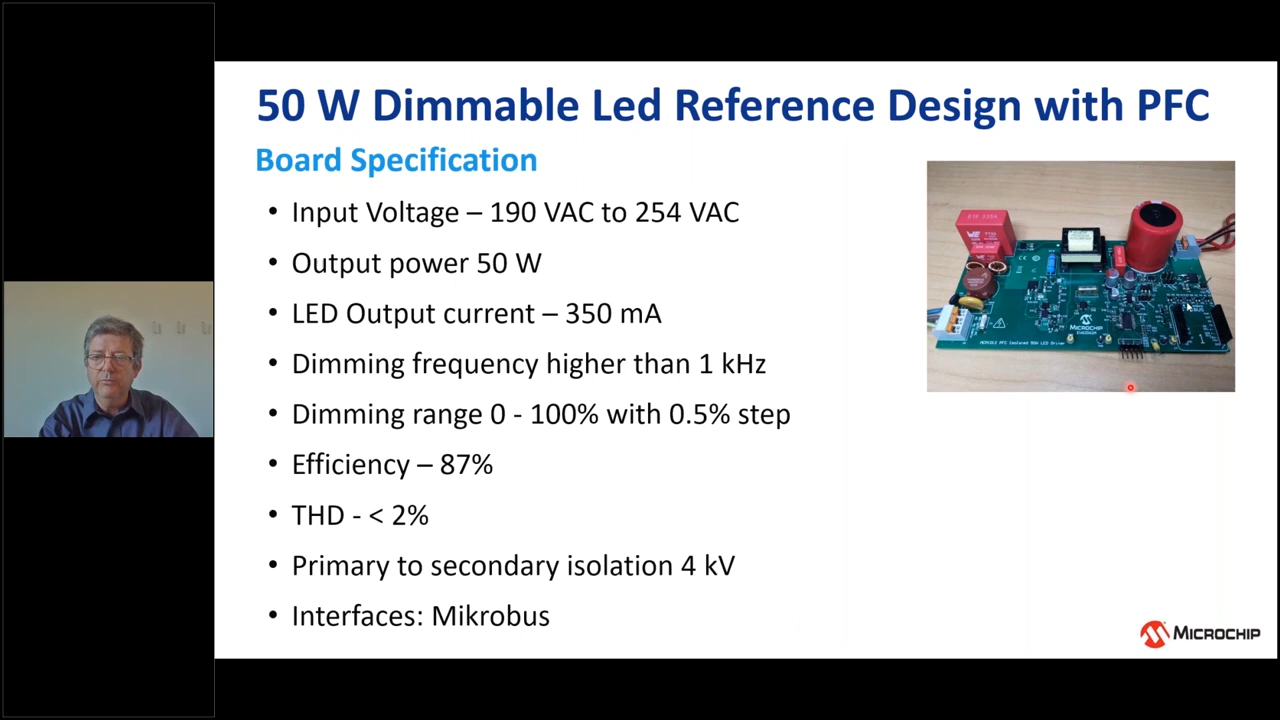 50 W Dimmable Led Reference Design with PFC
Board Specification
• Input Voltage – 190 VAC to 254 VAC
• Output power 50 W
• LED Output current – 350 mA
• Dimming frequency higher than 1 kHz
• Dimming range 0 - 100% with 0.5% step
• Efficiency – 87%
• THD - < 2%
• Primary to secondary isolation 4 kV
• Interfaces: Mikrobus
WE
MICROCHIP
MICROCHIP